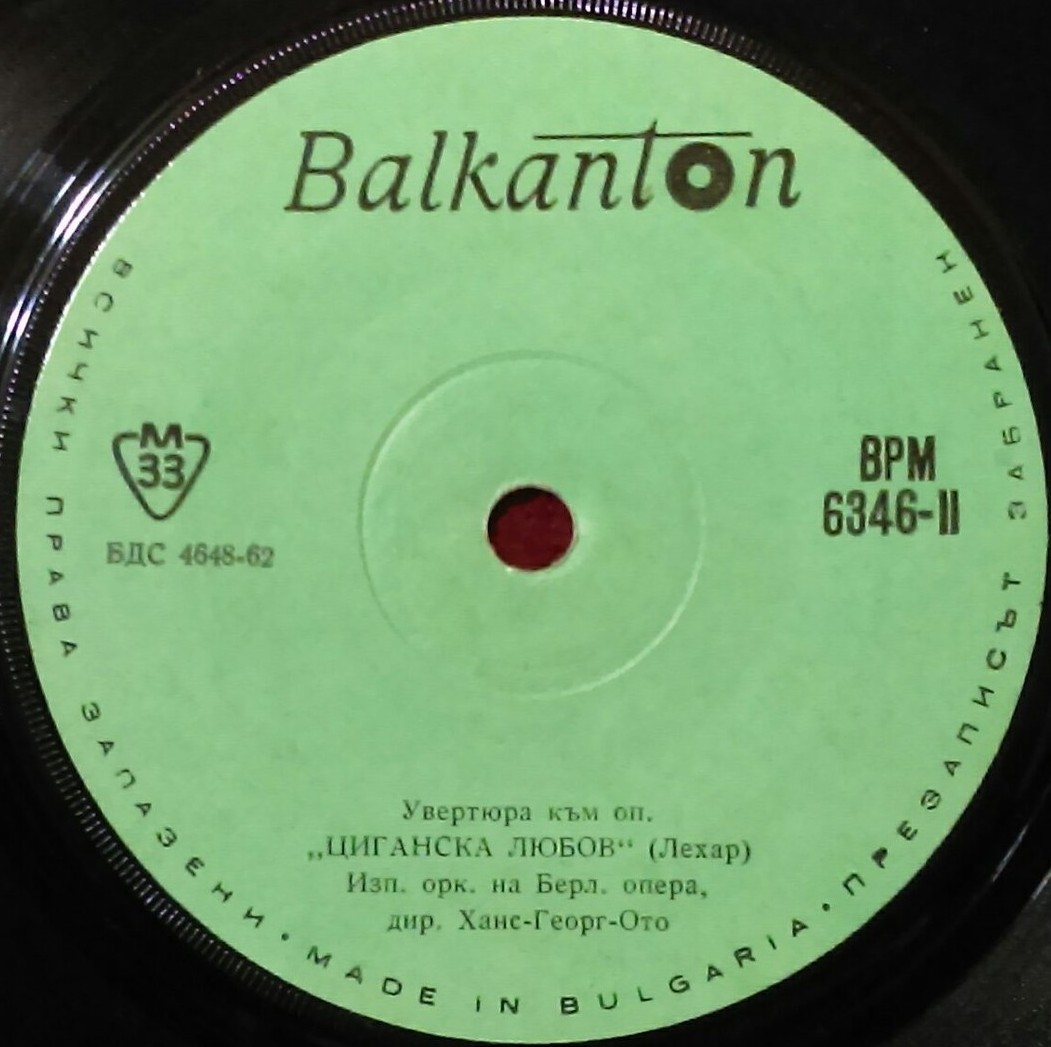 Balkanton
ВСИЧКИ ПРАВА ЗАПАЗЕНИ • MADE IN BULGARIA • ПРЕЗАПИСЪТ ЗАБРАНЕН
М
33
БДС 4648-62
ВРМ
6346-II
Увертюра към оп.
„ЦИГАНСКА ЛЮБОВ“ (Лехар)
Изп. орк. на Берл. опера,
дир. Ханс-Георг-Ото